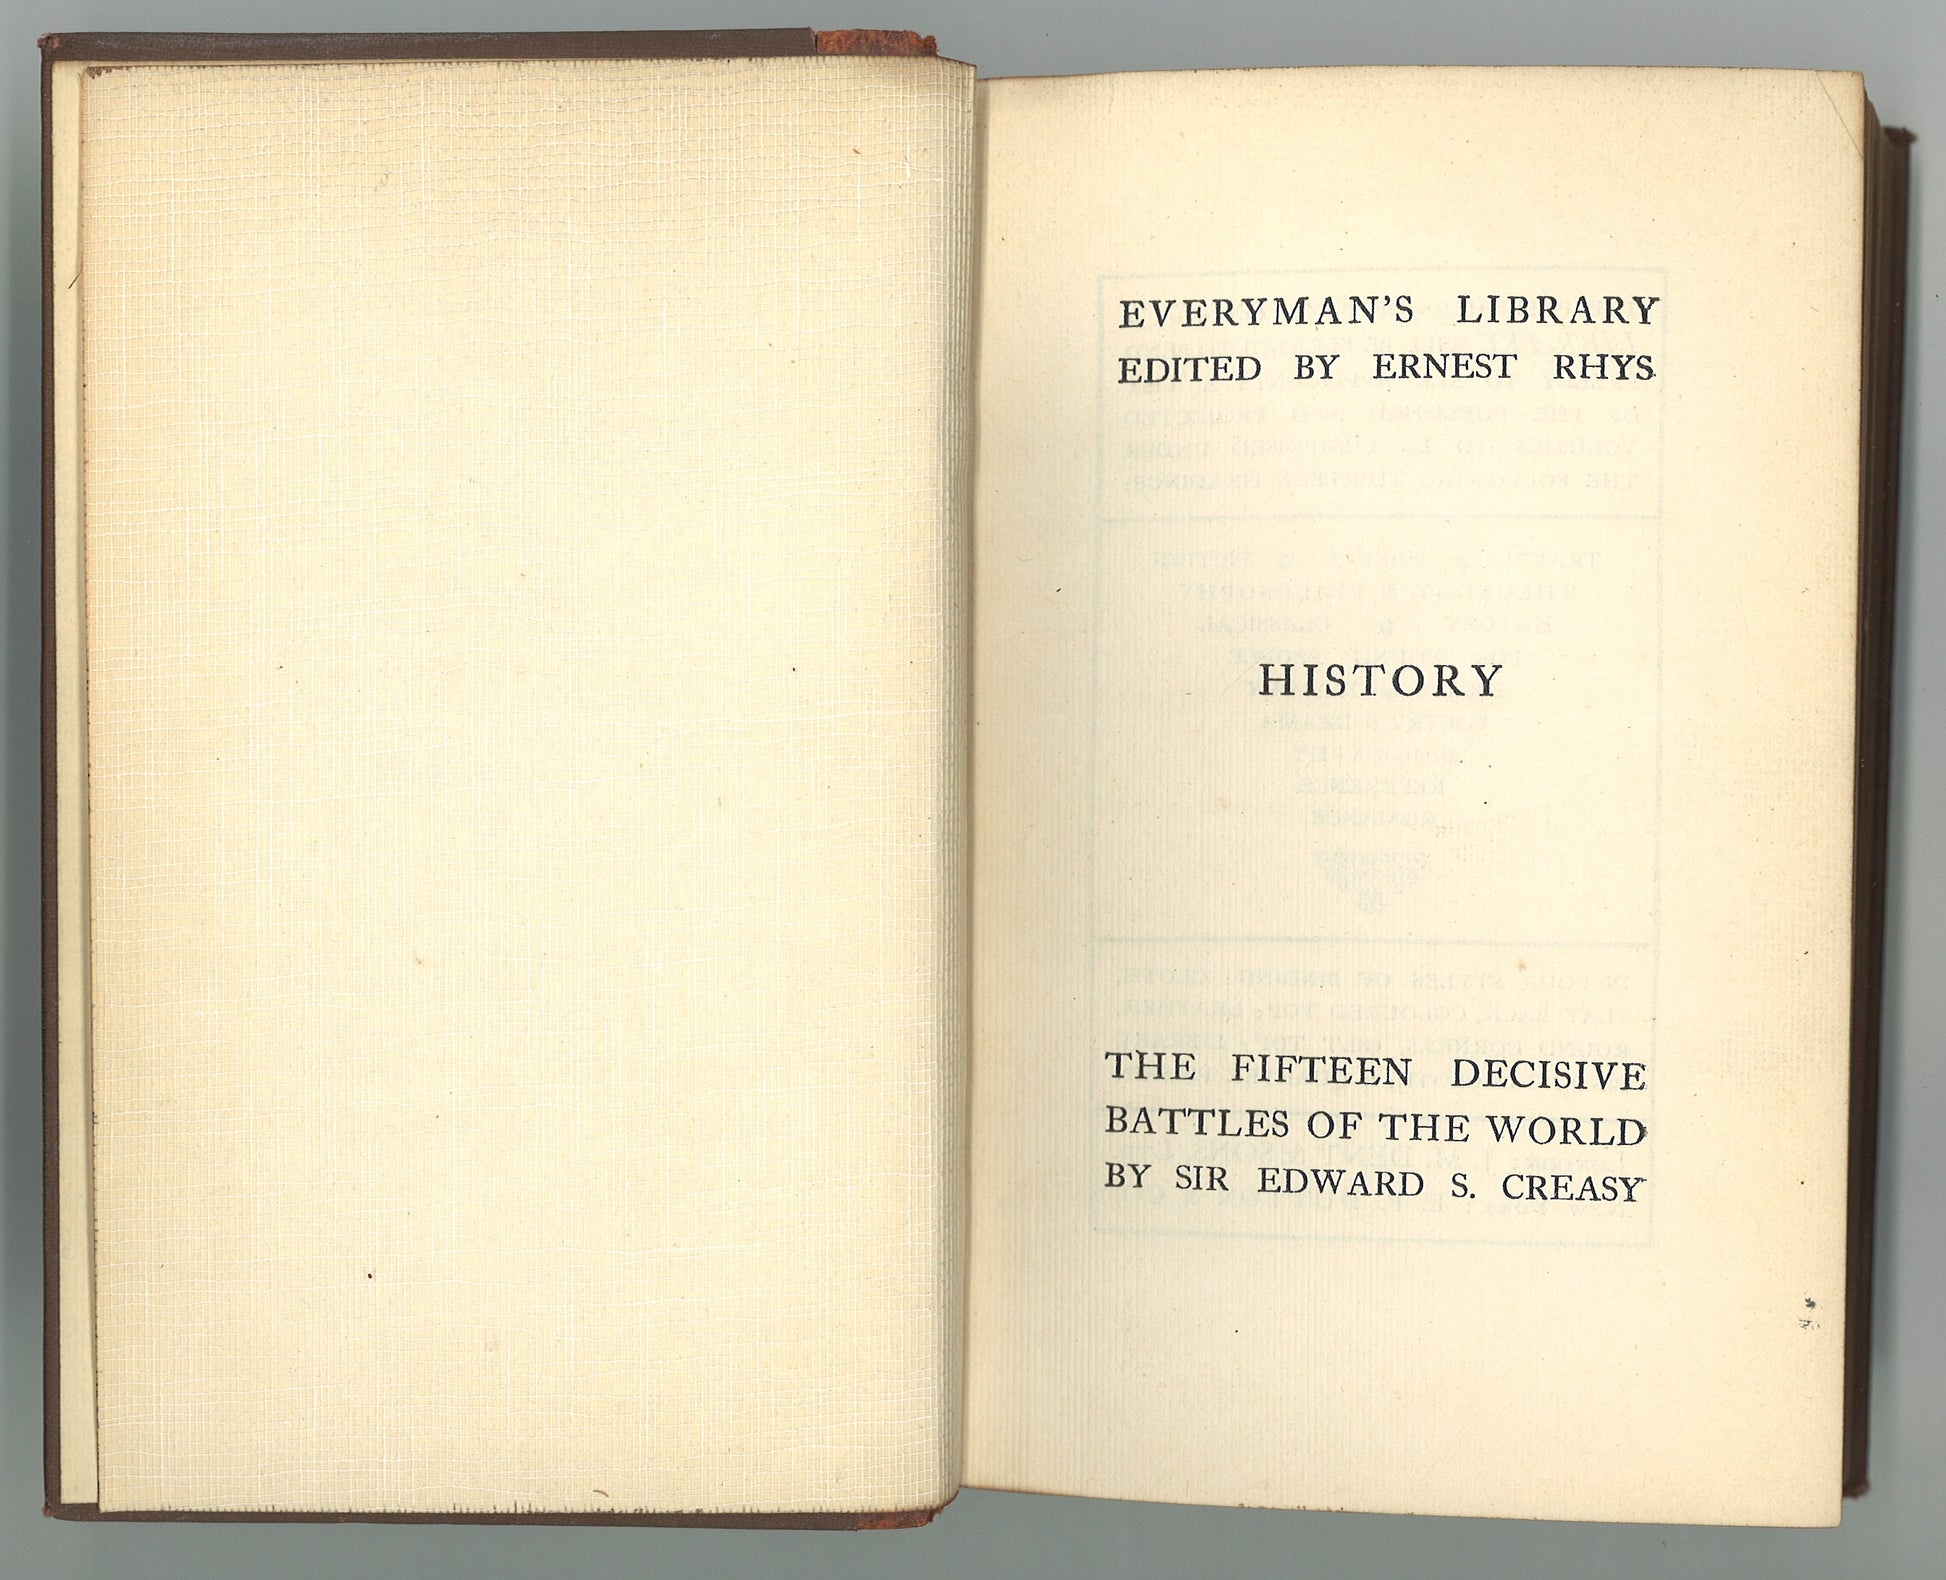 EVERYMAN'S LIBRARY
EDITED BY ERNEST RHYS
HISTORY
THE FIFTEEN DECISIVE
BATTLES OF THE WORLD
BY SIR EDWARD S. CREASY